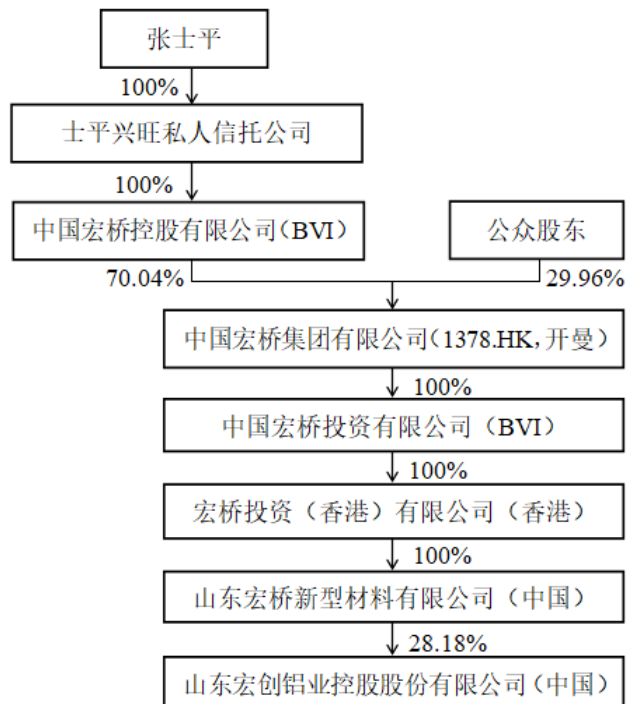 张士平
100%
士平兴旺私人信托公司
100%
中国宏桥控股有限公司（BVI）
公众股东
70.04%
29.96%
中国宏桥集团有限公司（1378.HK，开曼）
100%
中国宏桥投资有限公司（BVI）
100%
宏桥投资（香港）有限公司（香港）
100%
山东宏桥新型材料有限公司（中国）
28.18%
山东宏创铝业控股股份有限公司（中国）